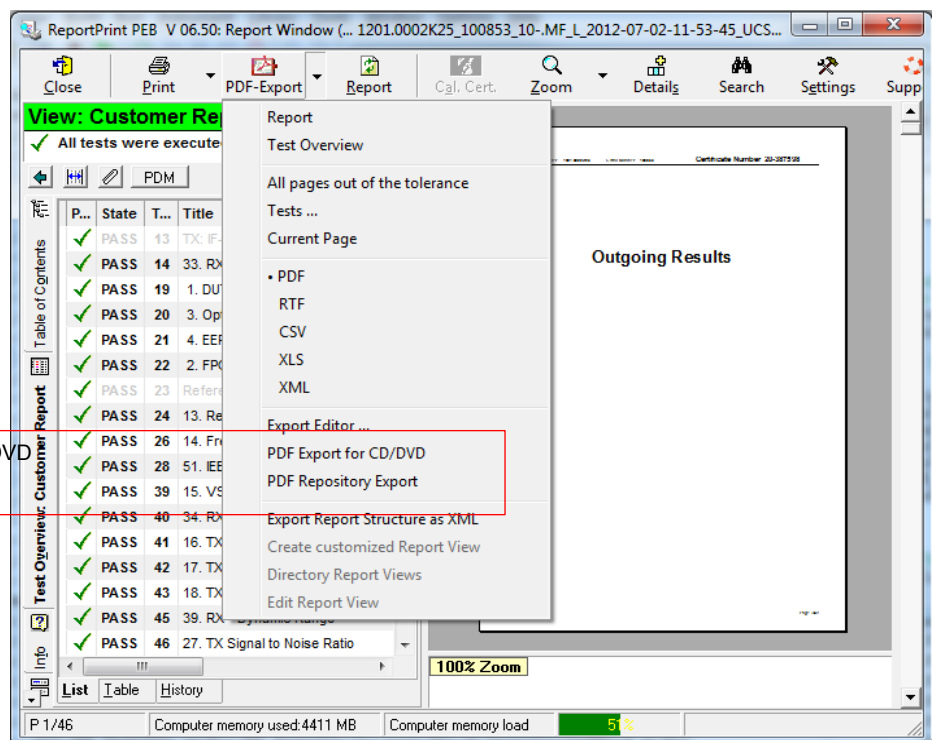 ReportPrint PEB V 06.50: Report Window (... 1201.0002K25_100853_10-.MF_L_2012-07-02-11-53-45_UCS...
Close Print PDF-Export Report Cal. Cert. Zoom Details Search Settings Supp
View: Customer Re
All tests were execute
PDM
P... State T... Title
PASS 13 TX: IF-
PASS 14 33. RX
PASS 19 1. DU
PASS 20 3. Op
PASS 21 4. EEF
PASS 22 2. FP
PASS 23 Refere
PASS 24 13. Re
PASS 26 14. Fr
PASS 28 51. IEE
PASS 39 15. VS
PASS 40 34. RX
PASS 41 16. TX
PASS 42 17. TX
PASS 43 18. TX
PASS 45 39. RX - Dynamic Range
PASS 46 27. TX Signal to Noise Ratio
Table of Contents
Test Overview: Customer Report
Info
VD
List Table History
Report
Test Overview
All pages out of the tolerance
Tests ...
Current Page
• PDF
RTF
CSV
XLS
XML
Export Editor ...
PDF Export for CD/DVD
PDF Repository Export
Export Report Structure as XML
Create customized Report View
Directory Report Views
Edit Report View
Certificate Number 20-387598
Outgoing Results
100% Zoom
P 1/46 Computer memory used:4411 MB Computer memory load 51%